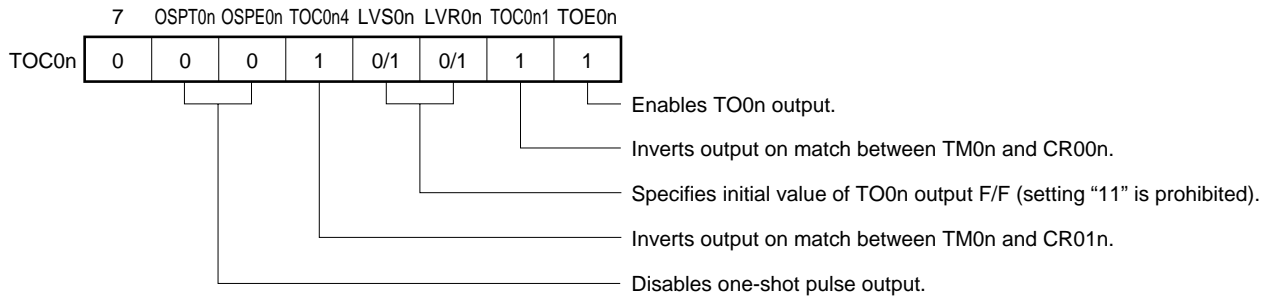 7 OSPT0n OSPE0n TOC0n4 LVS0n LVR0n TOC0n1 TOE0n
TOC0n 0 0 0 1 0/1 0/1 1 1
Enables TO0n output.
Inverts output on match between TM0n and CR00n.
Specifies initial value of TO0n output F/F (setting “11” is prohibited).
Inverts output on match between TM0n and CR01n.
Disables one-shot pulse output.